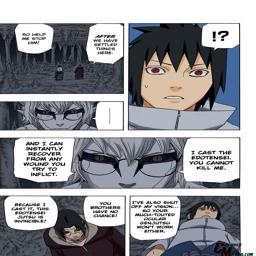 !?
AFTER
WE HAVE
SETTLED
THINGS
HERE.
SO HELP
ME STOP
HIM!
I CAST THE
EDOTENSEI.
YOU CANNOT
KILL ME.
AND I CAN
INSTANTLY
RECOVER
FROM ANY
WOUND YOU
TRY TO
INFLICT.
I'VE ALSO SHUT
OFF MY VISION...
SO YOUR
MUCH-TOUTED
OCULAR
GENJUTSU
WON'T WORK
EITHER.
YOU
BROTHERS
HAVE NO
CHANCE!
BECAUSE I
CAST IT, THIS
EDOTENSEI
JUTSU IS
INVINCIBLE!